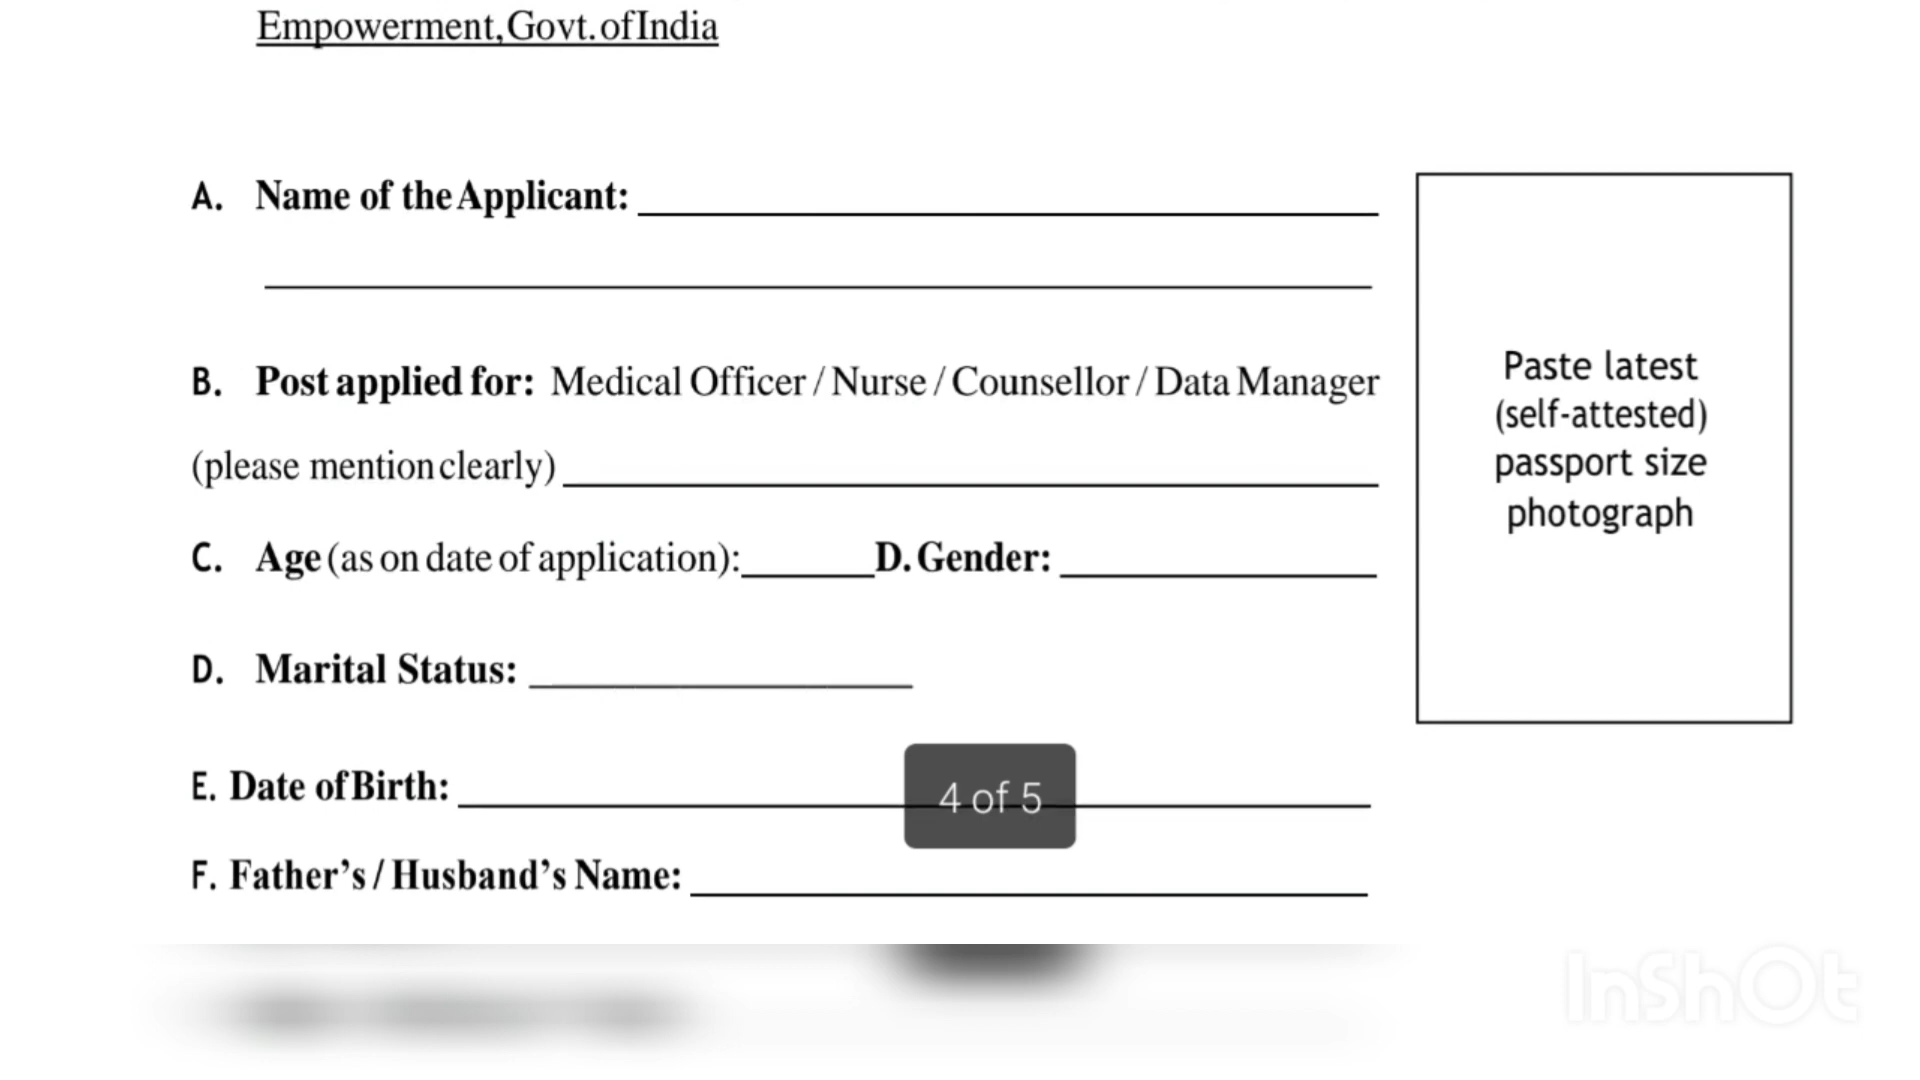 Empowerment, Govt. of India
A. Name of the Applicant:
B. Post applied for: Medical Officer / Nurse / Counsellor / Data Manager
(please mention clearly)
C. Age (as on date of application): D. Gender:
D. Marital Status:
E. Date of Birth:
F. Father's / Husband's Name:
Paste latest
(self-attested)
passport size
photograph
4 of 5
InShOt